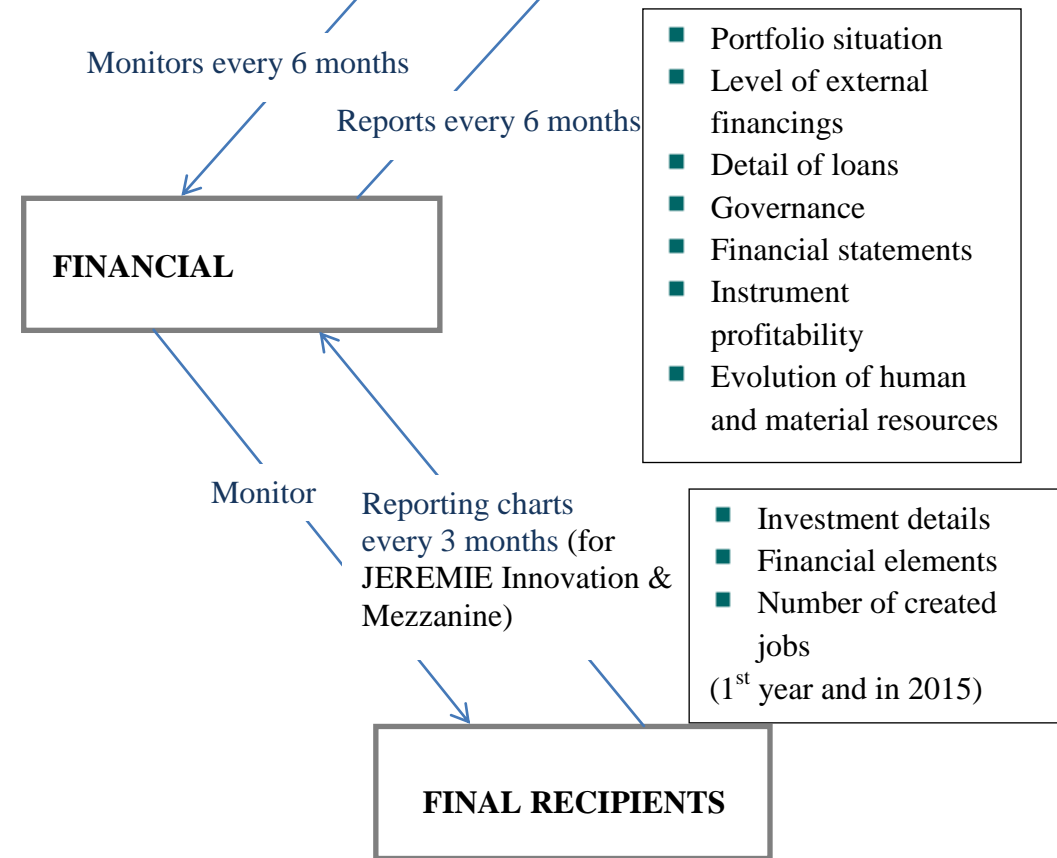 Monitors every 6 months
Reports every 6 months
■ Portfolio situation
■ Level of external
financings
■ Detail of loans
■ Governance
■ Financial statements
■ Instrument
profitability
■ Evolution of human
and material resources
FINANCIAL
Monitor
Reporting charts
every 3 months (for
JEREMIE Innovation &
Mezzanine)
■ Investment details
■ Financial elements
■ Number of created
jobs
(1st year and in 2015)
FINAL RECIPIENTS